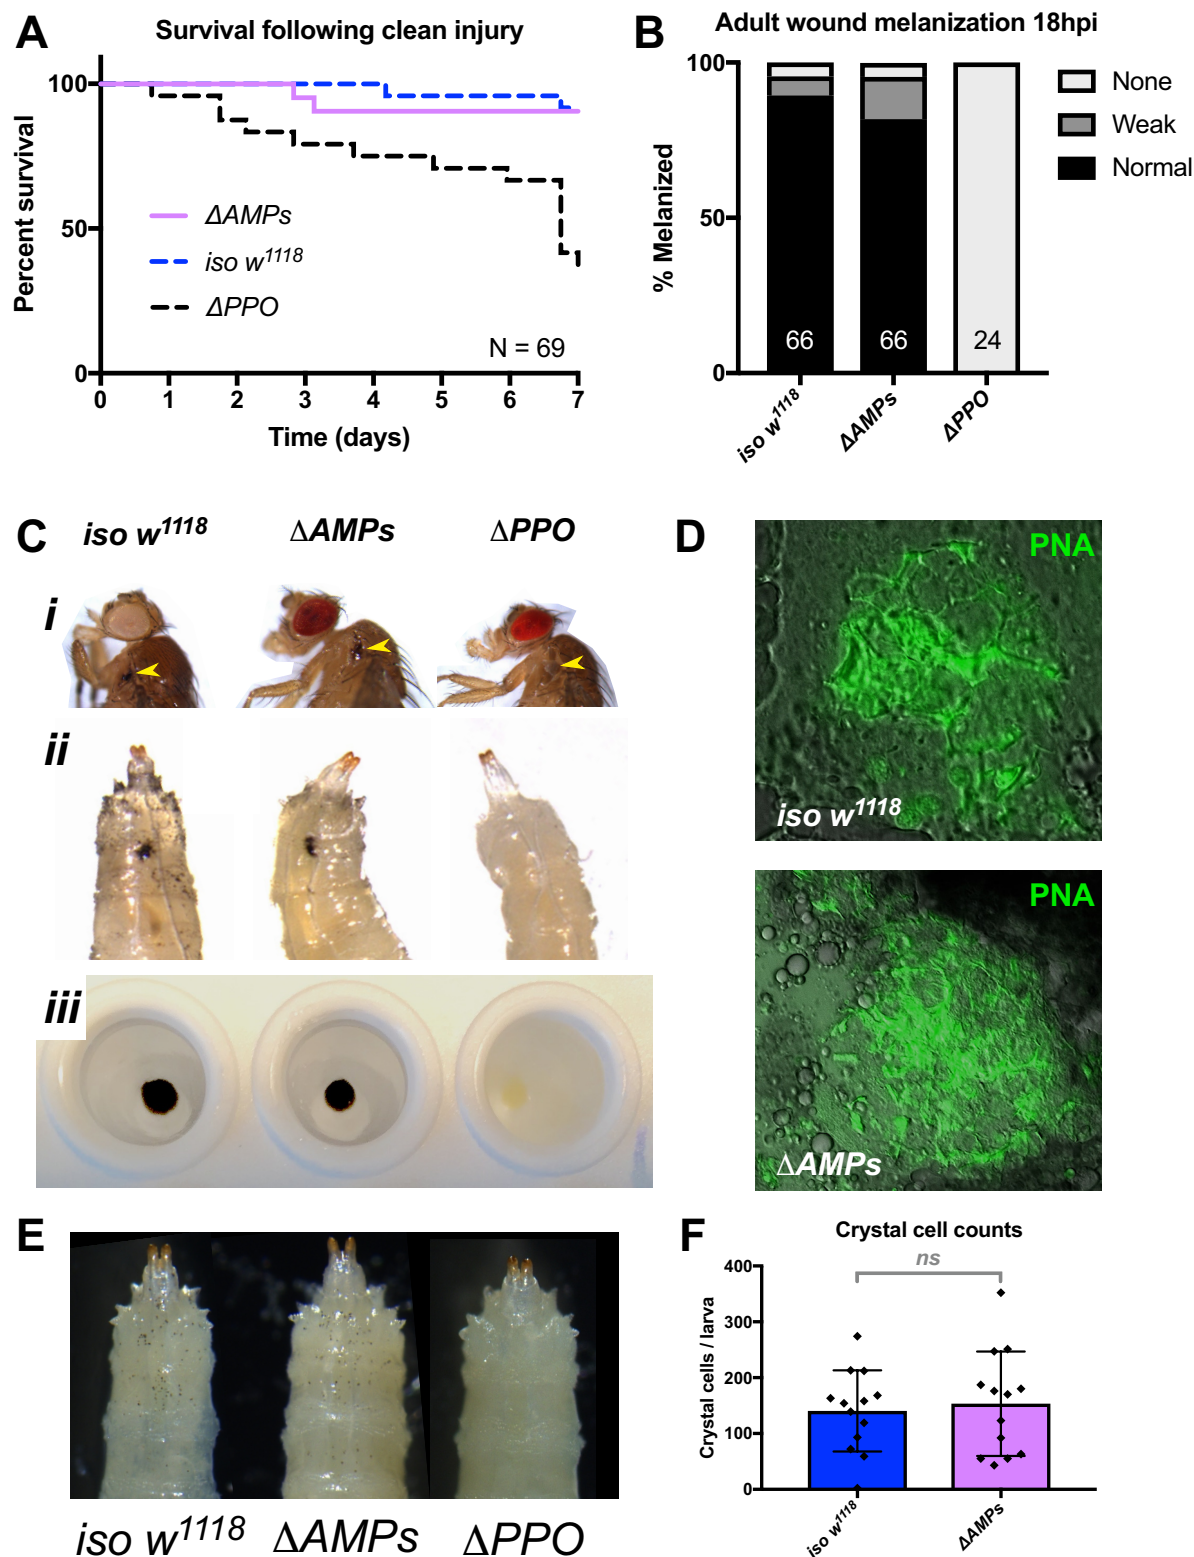 A
Survival following clean injury
Percent survival
100
50
0
ΔAMPs
iso w1118
ΔPPO
N = 69
0 1 2 3 4 5 6 7
Time (days)
B
Adult wound melanization 18hpi
% Melanized
100
50
0
66 66 24
iso w1118 ΔAMPs ΔPPO
None
Weak
Normal
C
iso w1118 ΔAMPs ΔPPO
i
ii
iii
D
PNA
iso w1118
PNA
ΔAMPs
E
iso w1118 ΔAMPs ΔPPO
F
Crystal cell counts
ns
Crystal cells / larva
400
300
200
100
0
iso w1118 ΔAMPs